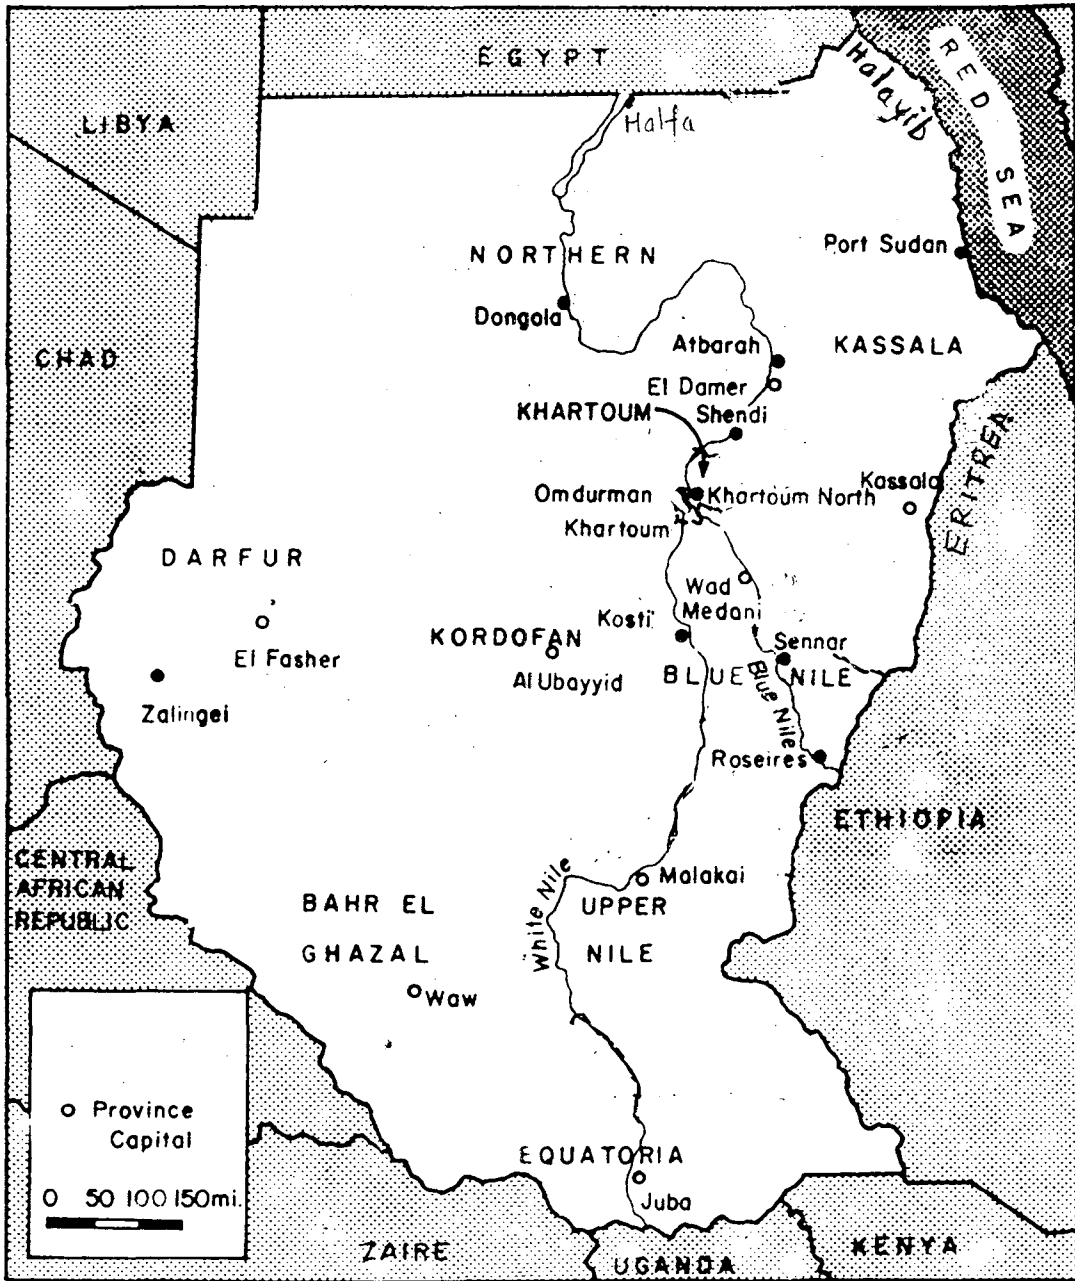 EGYPT
LIBYA
Halayib
RED SEA
Halfa
NORTHERN
Port Sudan
Dongola
CHAD
Atbarah
KASSALA
El Damer
KHARTOUM
Shendi
ERITREA
Omdurman
Khartoum North
Kassala
Khartoum
DARFUR
Wad
Medani
Kosti
KORDOFAN
Sennar
El Fasher
Al Ubayyid
BLUE NILE
Blue Nile
Zalingei
Roseires
ETHIOPIA
CENTRAL
AFRICAN
REPUBLIC
White Nile
Malakai
BAHR EL
GHAZAL
UPPER
NILE
Waw
Province
Capital
EQUATORIA
Juba
0 50 100 150mi.
ZAIRE
UGANDA
KENYA